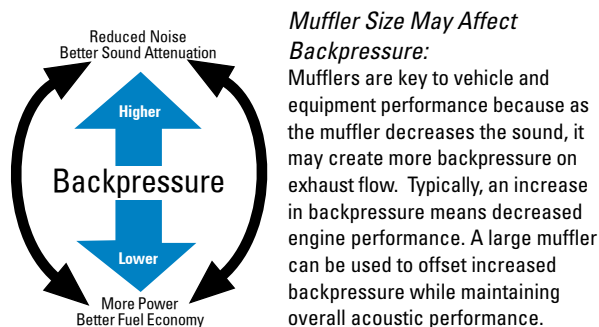 Reduced Noise
Better Sound Attenuation
Higher
Backpressure
Lower
More Power
Better Fuel Economy
Muffler Size May Affect
Backpressure:
Mufflers are key to vehicle and
equipment performance because as
the muffler decreases the sound, it
may create more backpressure on
exhaust flow.  Typically, an increase
in backpressure means decreased
engine performance. A large muffler
can be used to offset increased
backpressure while maintaining
overall acoustic performance.